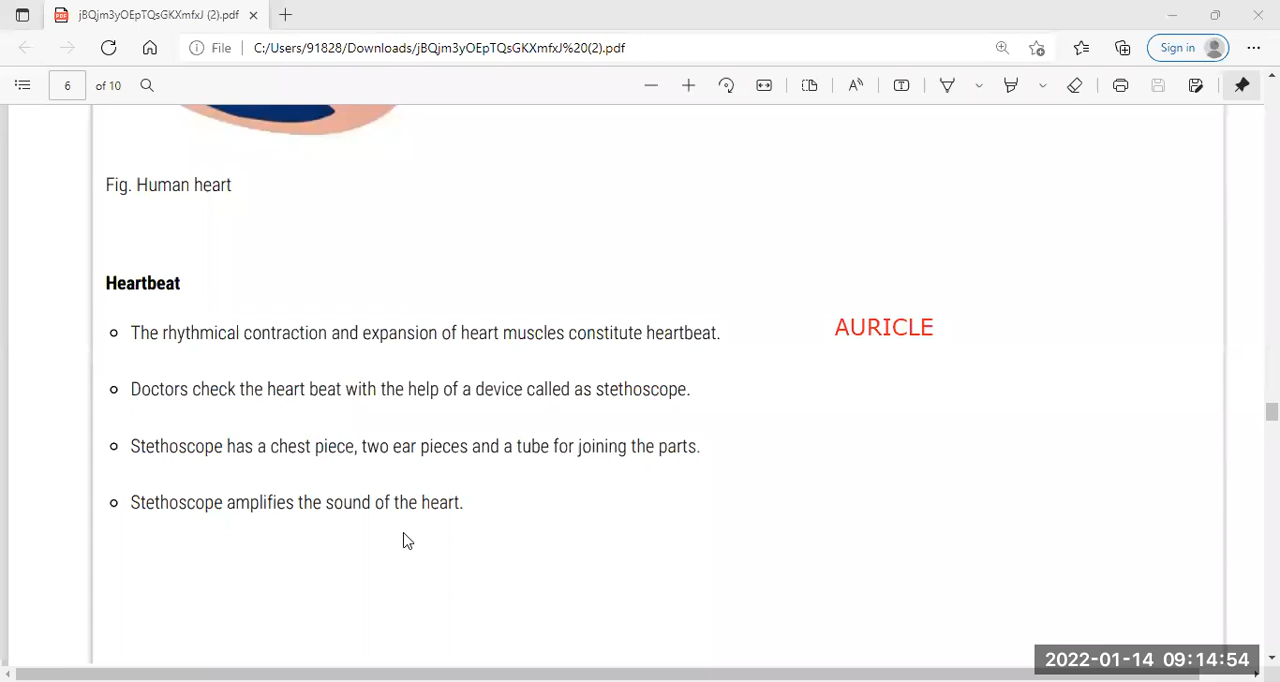 jBQjm3yOEpTQsGKXmfxJ (2).pdf
File
C:/Users/91828/Downloads/jBQjm3yOEpTQsGKXmfxJ%20(2).pdf
Sign in
6 of 10
Fig. Human heart
Heartbeat
The rhythmical contraction and expansion of heart muscles constitute heartbeat.
AURICLE
Doctors check the heart beat with the help of a device called as stethoscope.
Stethoscope has a chest piece, two ear pieces and a tube for joining the parts.
Stethoscope amplifies the sound of the heart.
2022-01-14 09:14:54